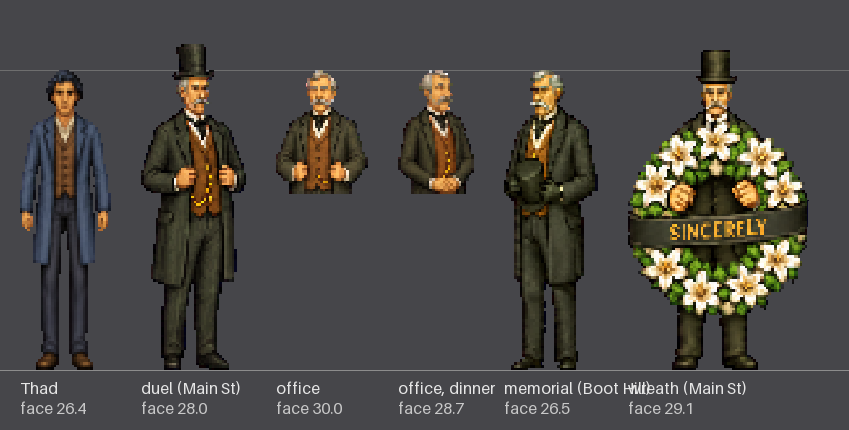 SINCERELY
Thad
face 26.4
duel (Main St)
face 28.0
office
face 30.0
office, dinner
face 28.7
memorial (Boot Hill)
face 26.5
wreath (Main St)
face 29.1